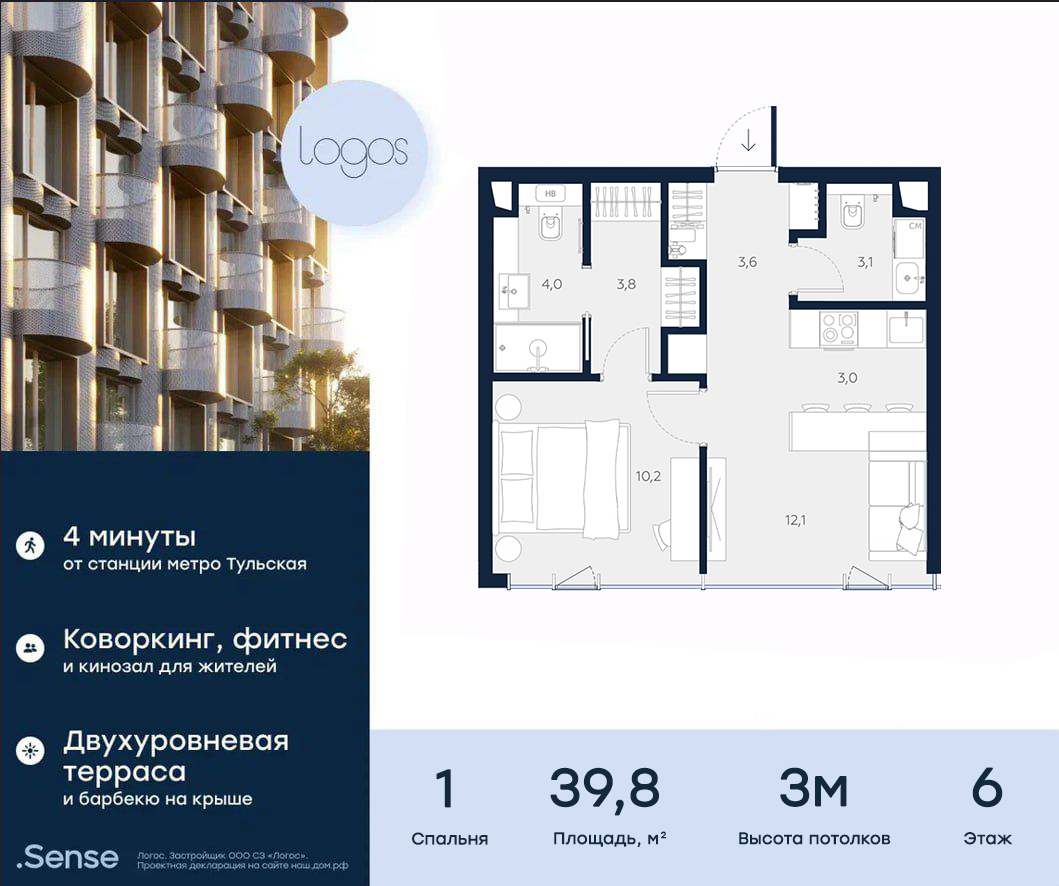 logos
НВ
СМ
4,0
3,8
3,6
3,1
3,0
10,2
12,1
4 минуты
от станции метро Тульская
Коворкинг, фитнес
и кинозал для жителей
Двухуровневая
терраса
и барбекю на крыше
.Sense
Логос. Застройщик ООО СЗ «Логос».
Проектная декларация на сайте наш.дом.рф
1
Спальня
39,8
Площадь, м²
3м
Высота потолков
6
Этаж